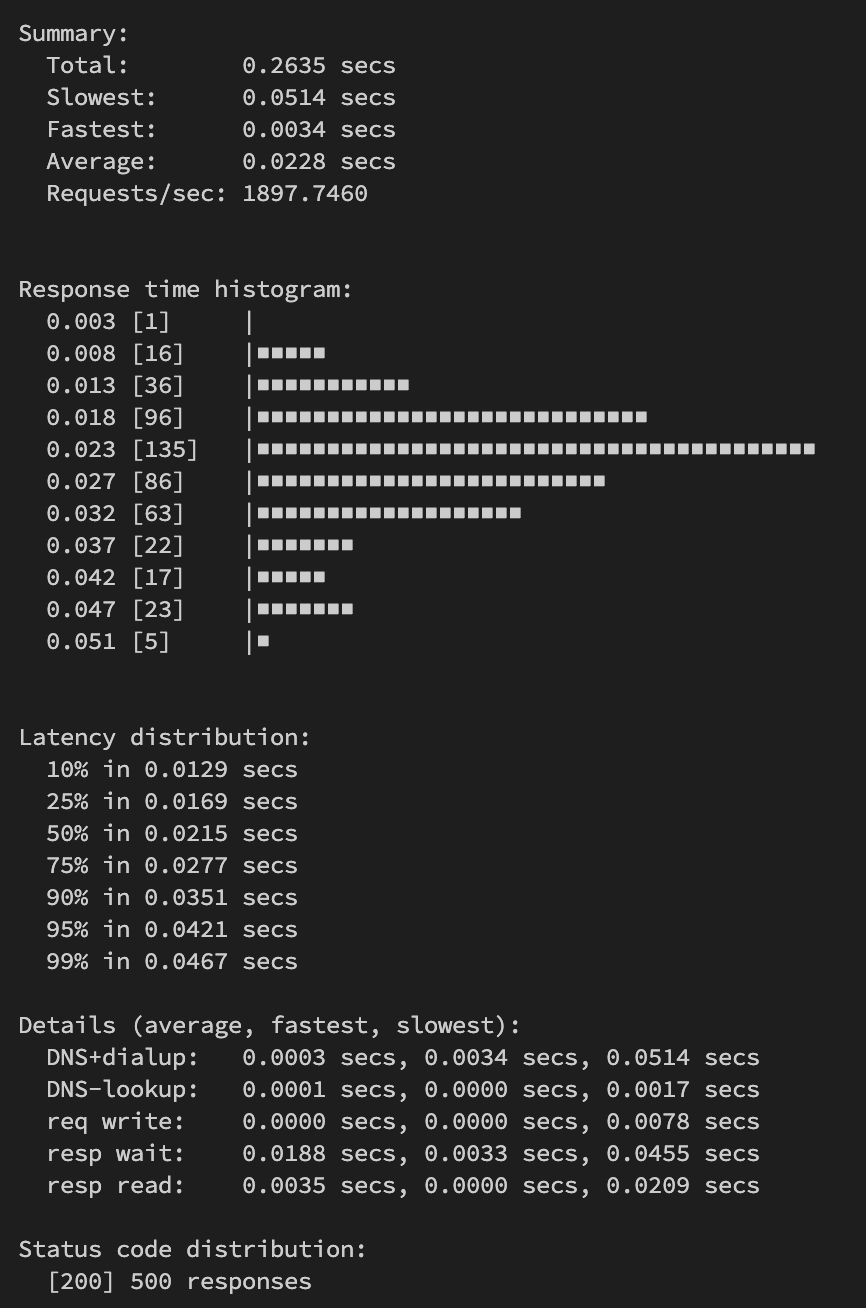 Summary:
  Total:        0.2635 secs
  Slowest:      0.0514 secs
  Fastest:      0.0034 secs
  Average:      0.0228 secs
  Requests/sec: 1897.7460

Response time histogram:
  0.003 [1]     |
  0.008 [16]    |■■■■■
  0.013 [36]    |■■■■■■■■■■■
  0.018 [96]    |■■■■■■■■■■■■■■■■■■■■■■■■■■■■
  0.023 [135]   |■■■■■■■■■■■■■■■■■■■■■■■■■■■■■■■■■■■■■■■■
  0.027 [86]    |■■■■■■■■■■■■■■■■■■■■■■■■■
  0.032 [63]    |■■■■■■■■■■■■■■■■■■■
  0.037 [22]    |■■■■■■■
  0.042 [17]    |■■■■■
  0.047 [23]    |■■■■■■■
  0.051 [5]     |■

Latency distribution:
  10% in 0.0129 secs
  25% in 0.0169 secs
  50% in 0.0215 secs
  75% in 0.0277 secs
  90% in 0.0351 secs
  95% in 0.0421 secs
  99% in 0.0467 secs

Details (average, fastest, slowest):
  DNS+dialup:   0.0003 secs, 0.0034 secs, 0.0514 secs
  DNS-lookup:   0.0001 secs, 0.0000 secs, 0.0017 secs
  req write:    0.0000 secs, 0.0000 secs, 0.0078 secs
  resp wait:    0.0188 secs, 0.0033 secs, 0.0455 secs
  resp read:    0.0035 secs, 0.0000 secs, 0.0209 secs

Status code distribution:
  [200] 500 responses